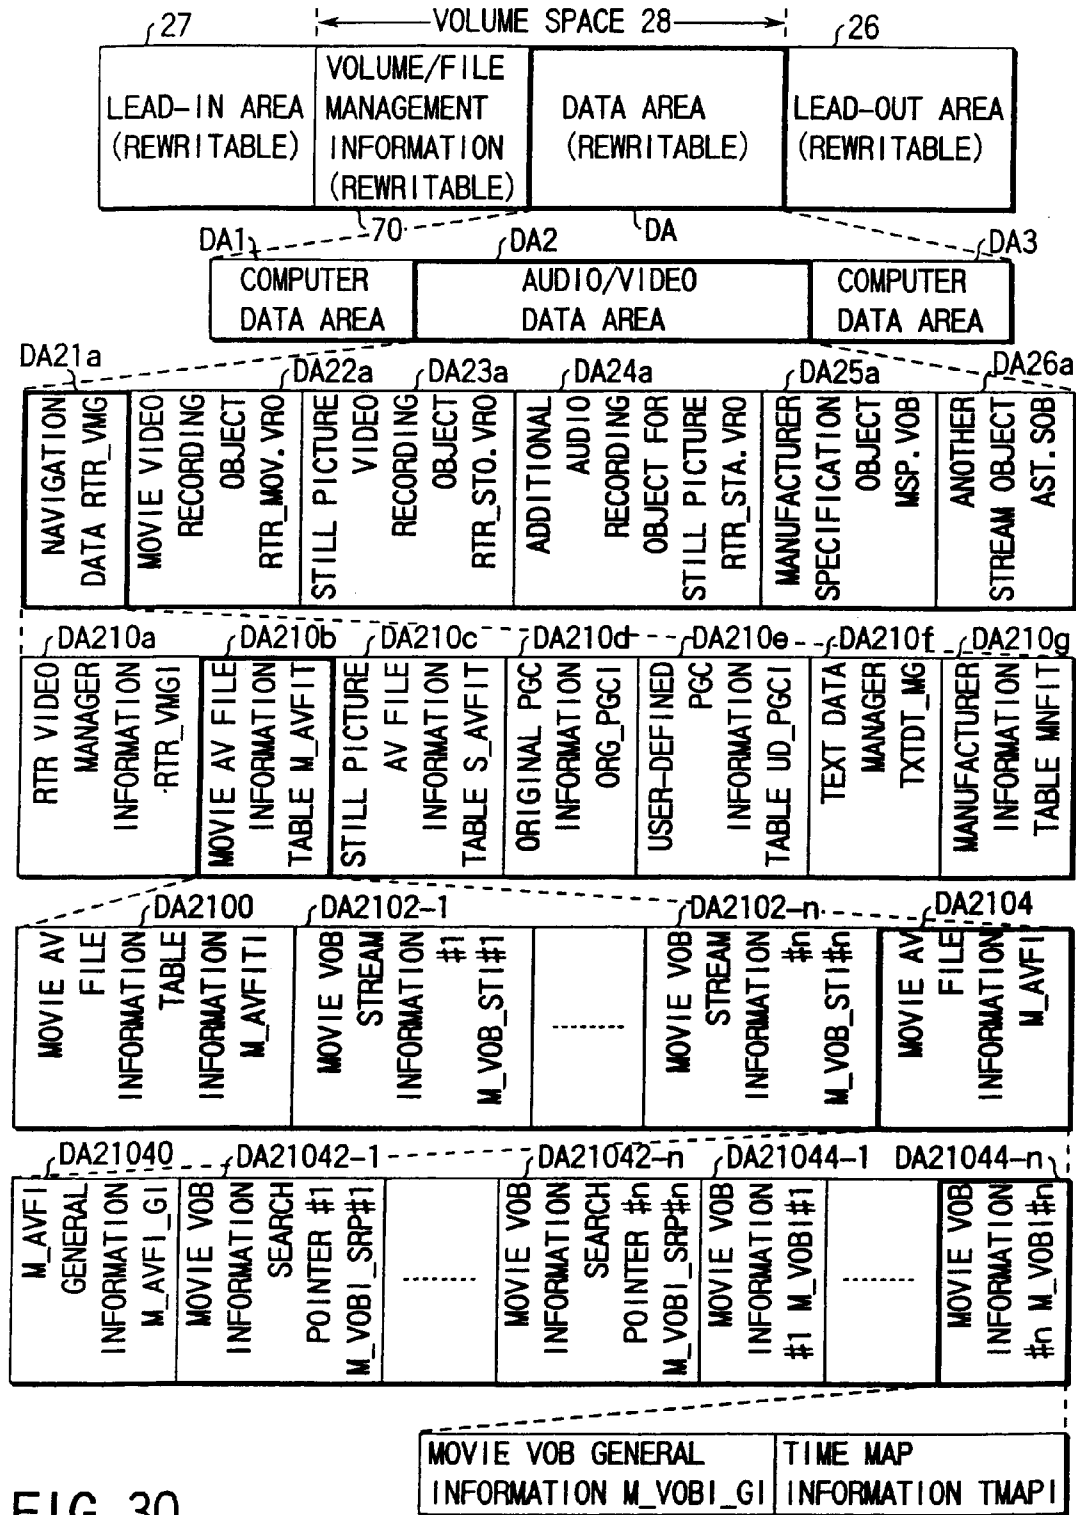 VOLUME SPACE 28
27
26
LEAD-IN AREA
(REWRITABLE)
VOLUME/FILE
MANAGEMENT
INFORMATION
(REWRITABLE)
DATA AREA
(REWRITABLE)
LEAD-OUT AREA
(REWRITABLE)
70
DA
DA1
DA2
DA3
COMPUTER
DATA AREA
AUDIO/VIDEO
DATA AREA
COMPUTER
DATA AREA
DA21a
DA22a
DA23a
DA24a
DA25a
DA26a
NAVIGATION
DATA RTR_VMG
MOVIE VIDEO
RECORDING
OBJECT
RTR_MOV.VRO
STILL PICTURE
VIDEO
RECORDING
OBJECT
RTR_STO.VRO
ADDITIONAL
AUDIO
RECORDING
OBJECT FOR
STILL PICTURE
RTR_STA.VRO
MANUFACTURER
SPECIFICATION
OBJECT
MSP.VOB
ANOTHER
STREAM OBJECT
AST.SOB
DA210a
DA210b
DA210c
DA210d
DA210e
DA210f
DA210g
RTR VIDEO
MANAGER
INFORMATION
RTR_VMGI
MOVIE AV FILE
INFORMATION
TABLE M_AVFIT
STILL PICTURE
AV FILE
INFORMATION
TABLE S_AVFIT
ORIGINAL PGC
INFORMATION
ORG_PGCI
USER-DEFINED
PGC
INFORMATION
TABLE UD_PGCI
TEXT DATA
MANAGER
TXTDT_MG
MANUFACTURER
INFORMATION
TABLE MNFIT
DA2100
DA2102-1
DA2102-n
DA2104
MOVIE AV
FILE
INFORMATION
TABLE
INFORMATION
M_AVFITI
MOVIE VOB
STREAM
INFORMATION
#1
M_VOB_STI#1
MOVIE VOB
STREAM
INFORMATION
#n
M_VOB_STI#n
MOVIE AV
FILE
INFORMATION
M_AVFI
DA21040
DA21042-1
DA21042-n
DA21044-1
DA21044-n
M_AVFI
GENERAL
INFORMATION
M_AVFI_GI
MOVIE VOB
INFORMATION
SEARCH
POINTER #1
M_VOBI_SRP#1
MOVIE VOB
INFORMATION
SEARCH
POINTER #n
M_VOBI_SRP#n
MOVIE VOB
INFORMATION
#1 M_VOBI#1
MOVIE VOB
INFORMATION
#n M_VOBI#n
MOVIE VOB GENERAL
INFORMATION M_VOBI_GI
TIME MAP
INFORMATION TMAPI
FIG. 30